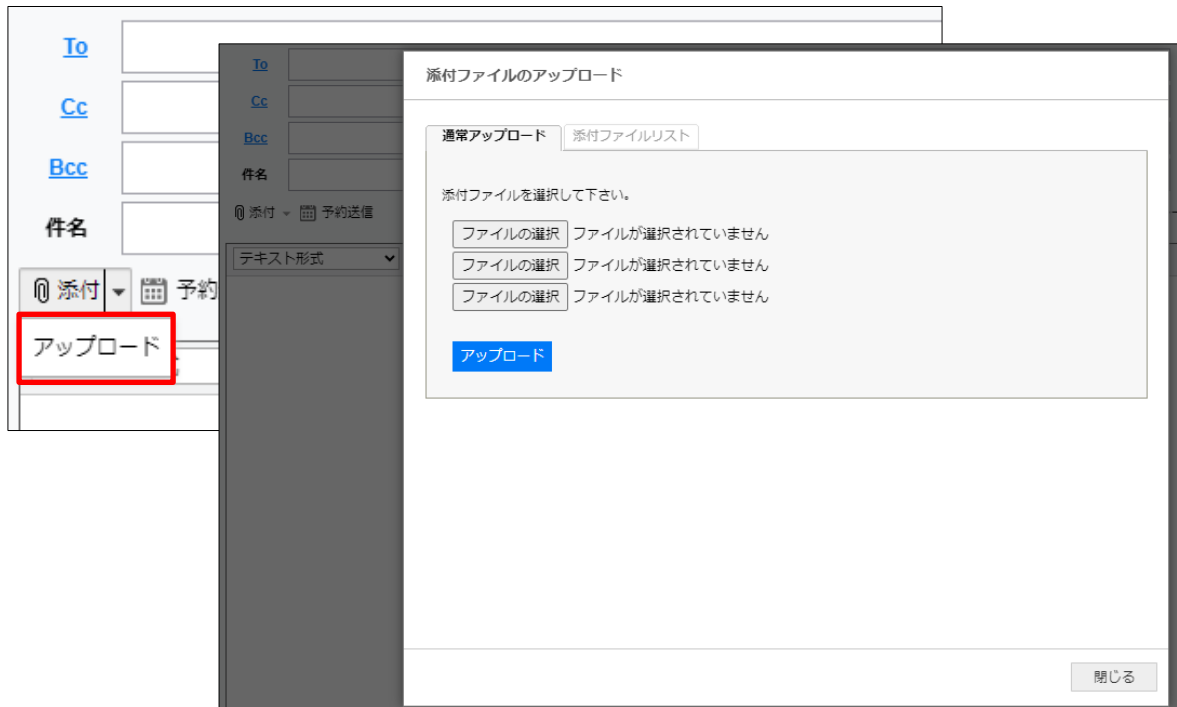 To
Cc
Bcc
件名
添付 予約
アップロード
To
Cc
Bcc
件名
添付 予約送信
テキスト形式
添付ファイルのアップロード
通常アップロード 添付ファイルリスト
添付ファイルを選択して下さい。
ファイルの選択 ファイルが選択されていません
ファイルの選択 ファイルが選択されていません
ファイルの選択 ファイルが選択されていません
アップロード
閉じる